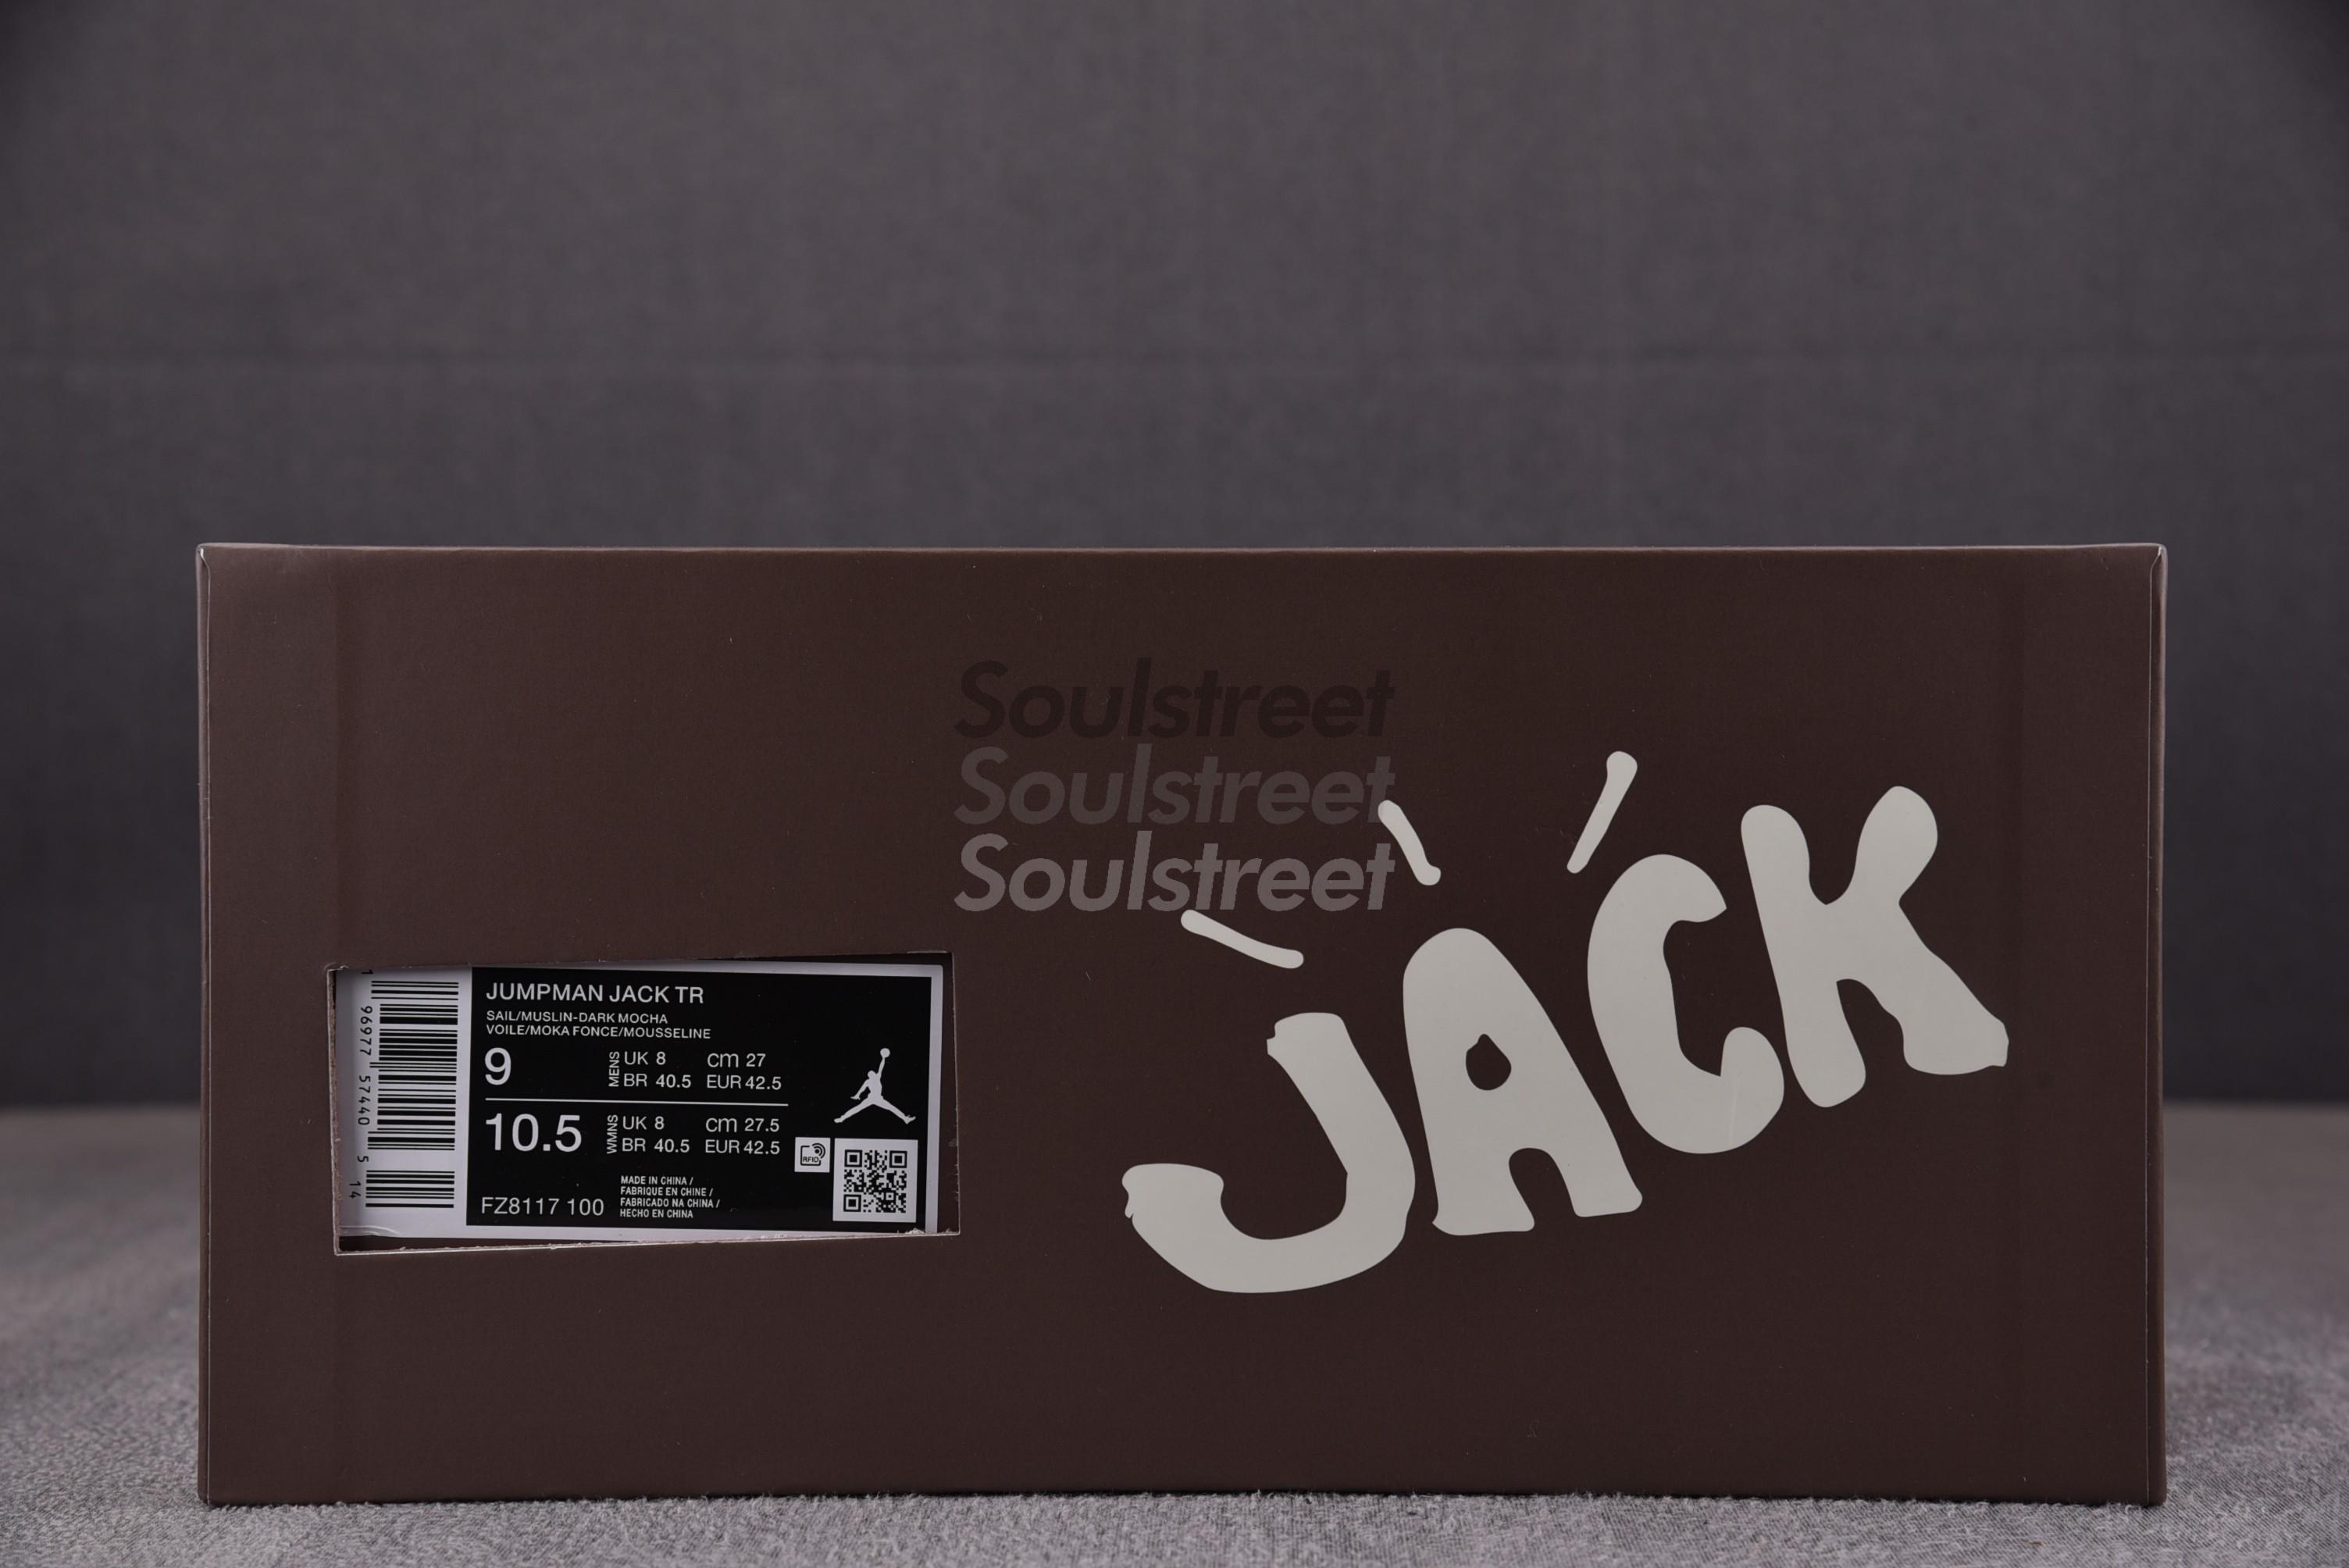 Soulstreet
Soulstreet
Soulstreet
JACK
1 96977 57440 5 14
JUMPMAN JACK TR
SAIL/MUSLIN-DARK MOCHA
VOILE/MOKA FONCE/MOUSSELINE
9 MENS UK 8 cm 27
BR 40.5 EUR 42.5
10.5 WMNS UK 8 cm 27.5
BR 40.5 EUR 42.5
RFID
MADE IN CHINA /
FABRIQUE EN CHINE /
FABRICADO NA CHINA /
HECHO EN CHINA
FZ8117 100